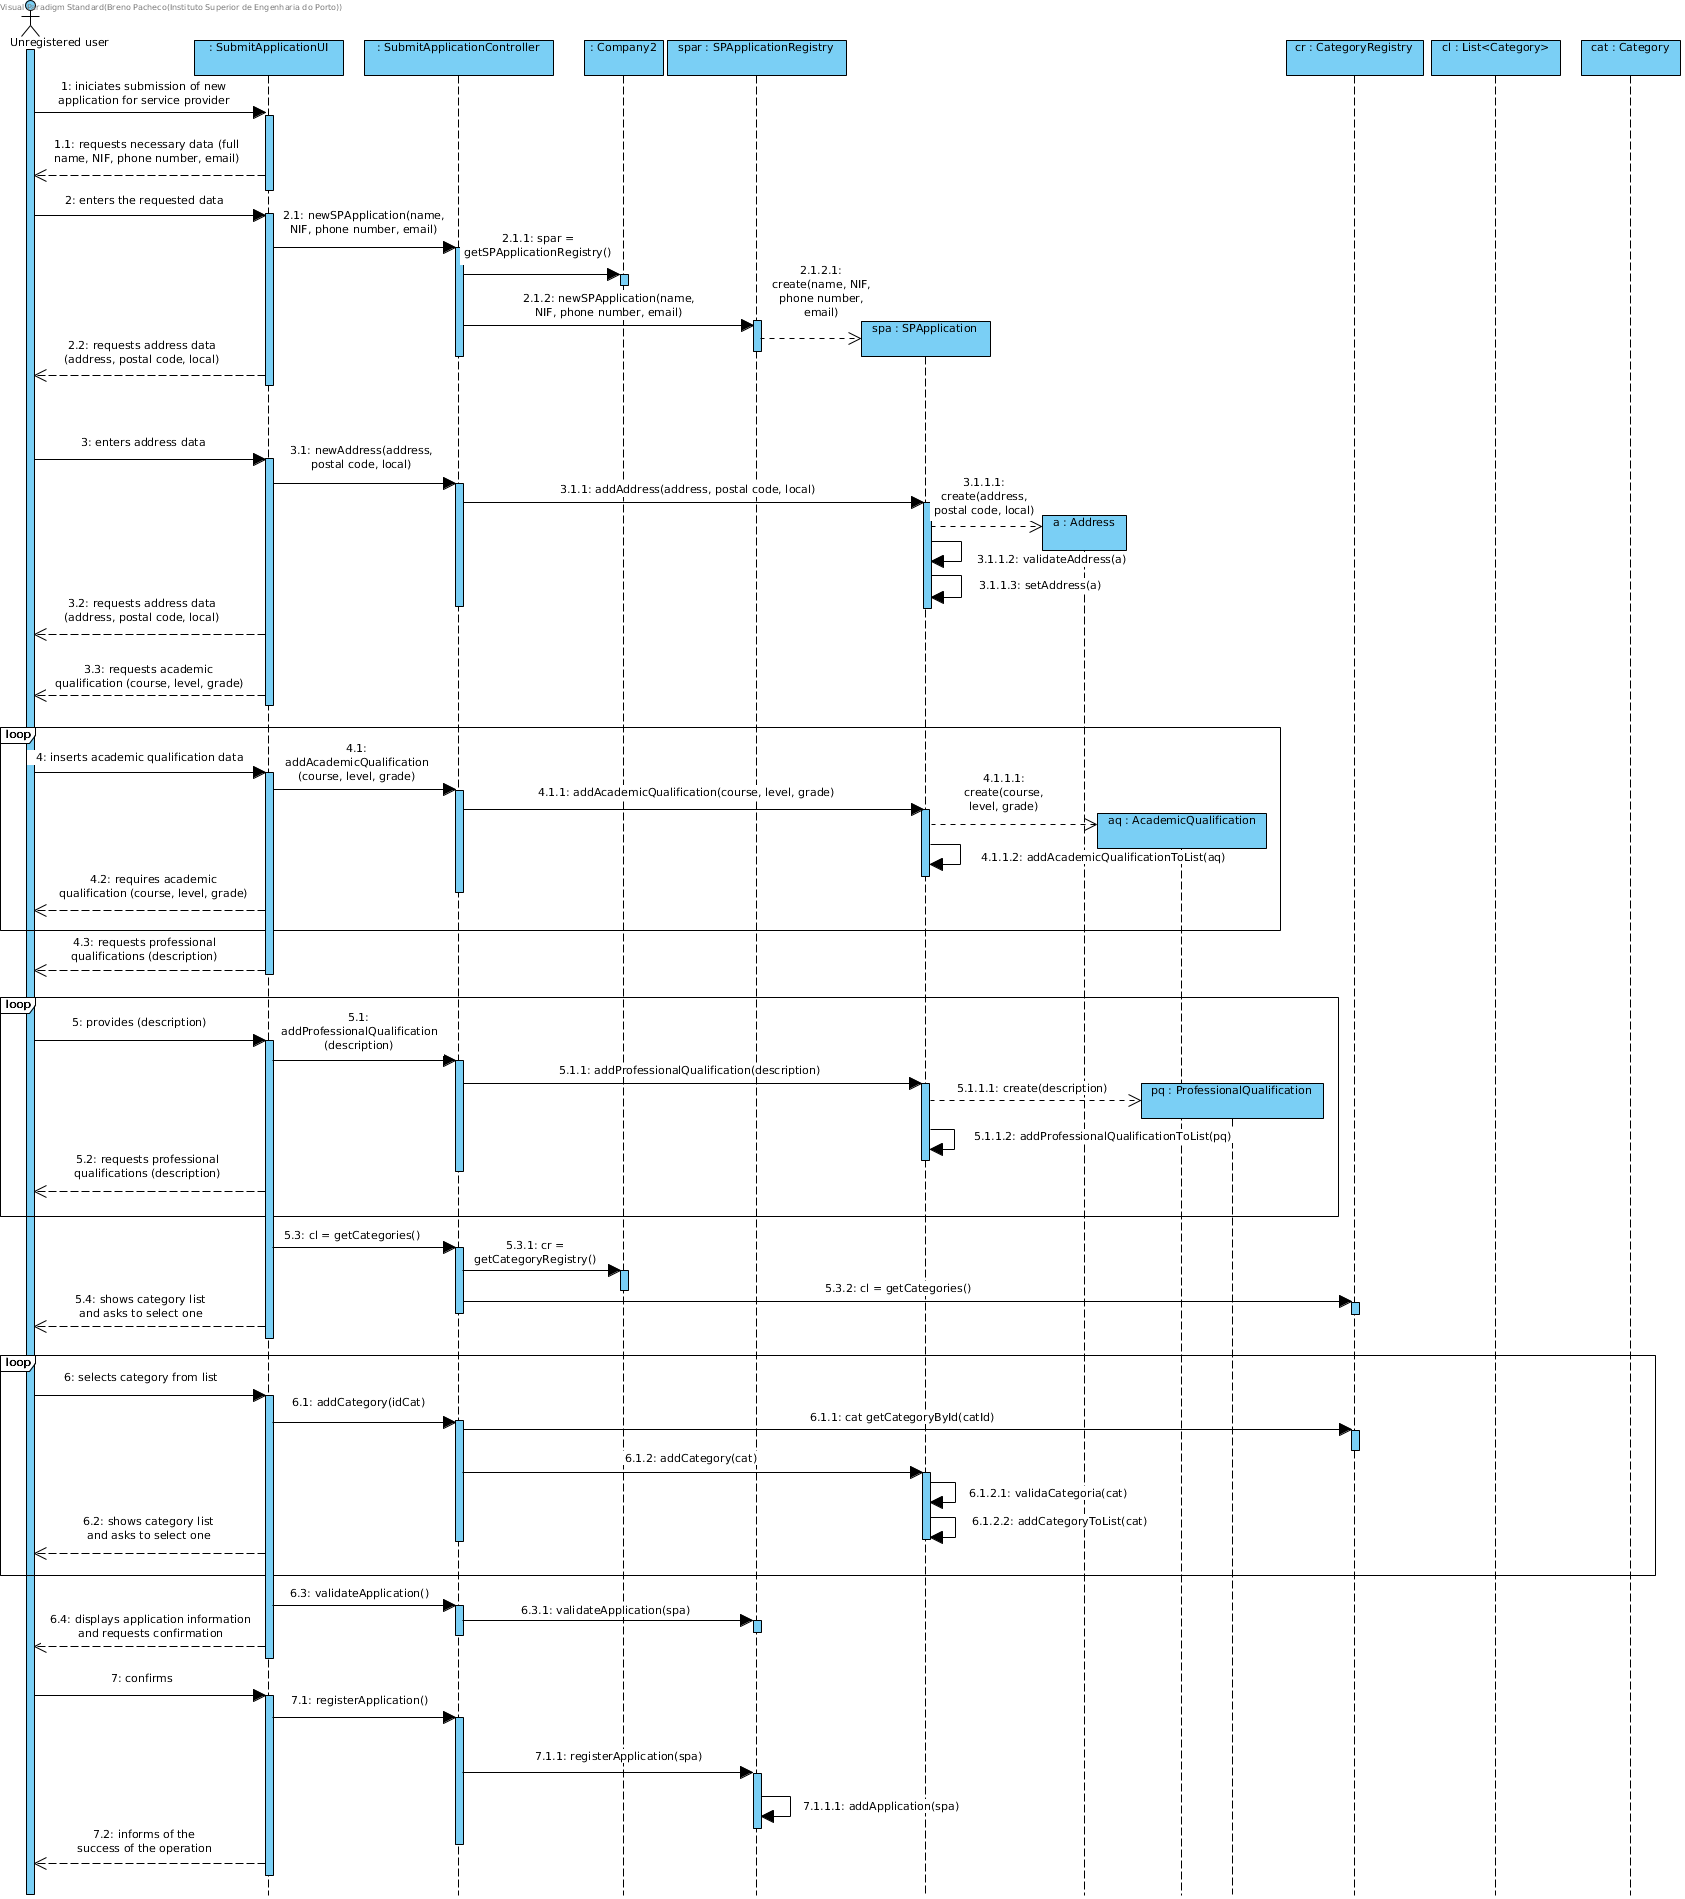 Visual Paradigm Standard(Breno Pacheco(Instituto Superior de Engenharia do Porto))
Unregistered user
: SubmitApplicationUI
: SubmitApplicationController
: Company2
spar : SPApplicationRegistry
cr : CategoryRegistry
cl : List<Category>
cat : Category
1: iniciates submission of new
application for service provider
1.1: requests necessary data (full
name, NIF, phone number, email)
2: enters the requested data
2.1: newSPApplication(name,
NIF, phone number, email)
2.1.1: spar =
getSPApplicationRegistry()
2.1.2: newSPApplication(name,
NIF, phone number, email)
2.1.2.1:
create(name, NIF,
phone number,
email)
spa : SPApplication
2.2: requests address data
(address, postal code, local)
3: enters address data
3.1: newAddress(address,
postal code, local)
3.1.1: addAddress(address, postal code, local)
3.1.1.1:
create(address,
postal code, local)
a : Address
3.1.1.2: validateAddress(a)
3.1.1.3: setAddress(a)
3.2: requests address data
(address, postal code, local)
3.3: requests academic
qualification (course, level, grade)
loop
4: inserts academic qualification data
4.1:
addAcademicQualification
(course, level, grade)
4.1.1: addAcademicQualification(course, level, grade)
4.1.1.1:
create(course,
level, grade)
aq : AcademicQualification
4.1.1.2: addAcademicQualificationToList(aq)
4.2: requires academic
qualification (course, level, grade)
4.3: requests professional
qualifications (description)
loop
5: provides (description)
5.1:
addProfessionalQualification
(description)
5.1.1: addProfessionalQualification(description)
5.1.1.1: create(description)
pq : ProfessionalQualification
5.1.1.2: addProfessionalQualificationToList(pq)
5.2: requests professional
qualifications (description)
5.3: cl = getCategories()
5.3.1: cr =
getCategoryRegistry()
5.3.2: cl = getCategories()
5.4: shows category list
and asks to select one
loop
6: selects category from list
6.1: addCategory(idCat)
6.1.1: cat getCategoryById(catId)
6.1.2: addCategory(cat)
6.1.2.1: validaCategoria(cat)
6.1.2.2: addCategoryToList(cat)
6.2: shows category list
and asks to select one
6.3: validateApplication()
6.3.1: validateApplication(spa)
6.4: displays application information
and requests confirmation
7: confirms
7.1: registerApplication()
7.1.1: registerApplication(spa)
7.1.1.1: addApplication(spa)
7.2: informs of the
success of the operation